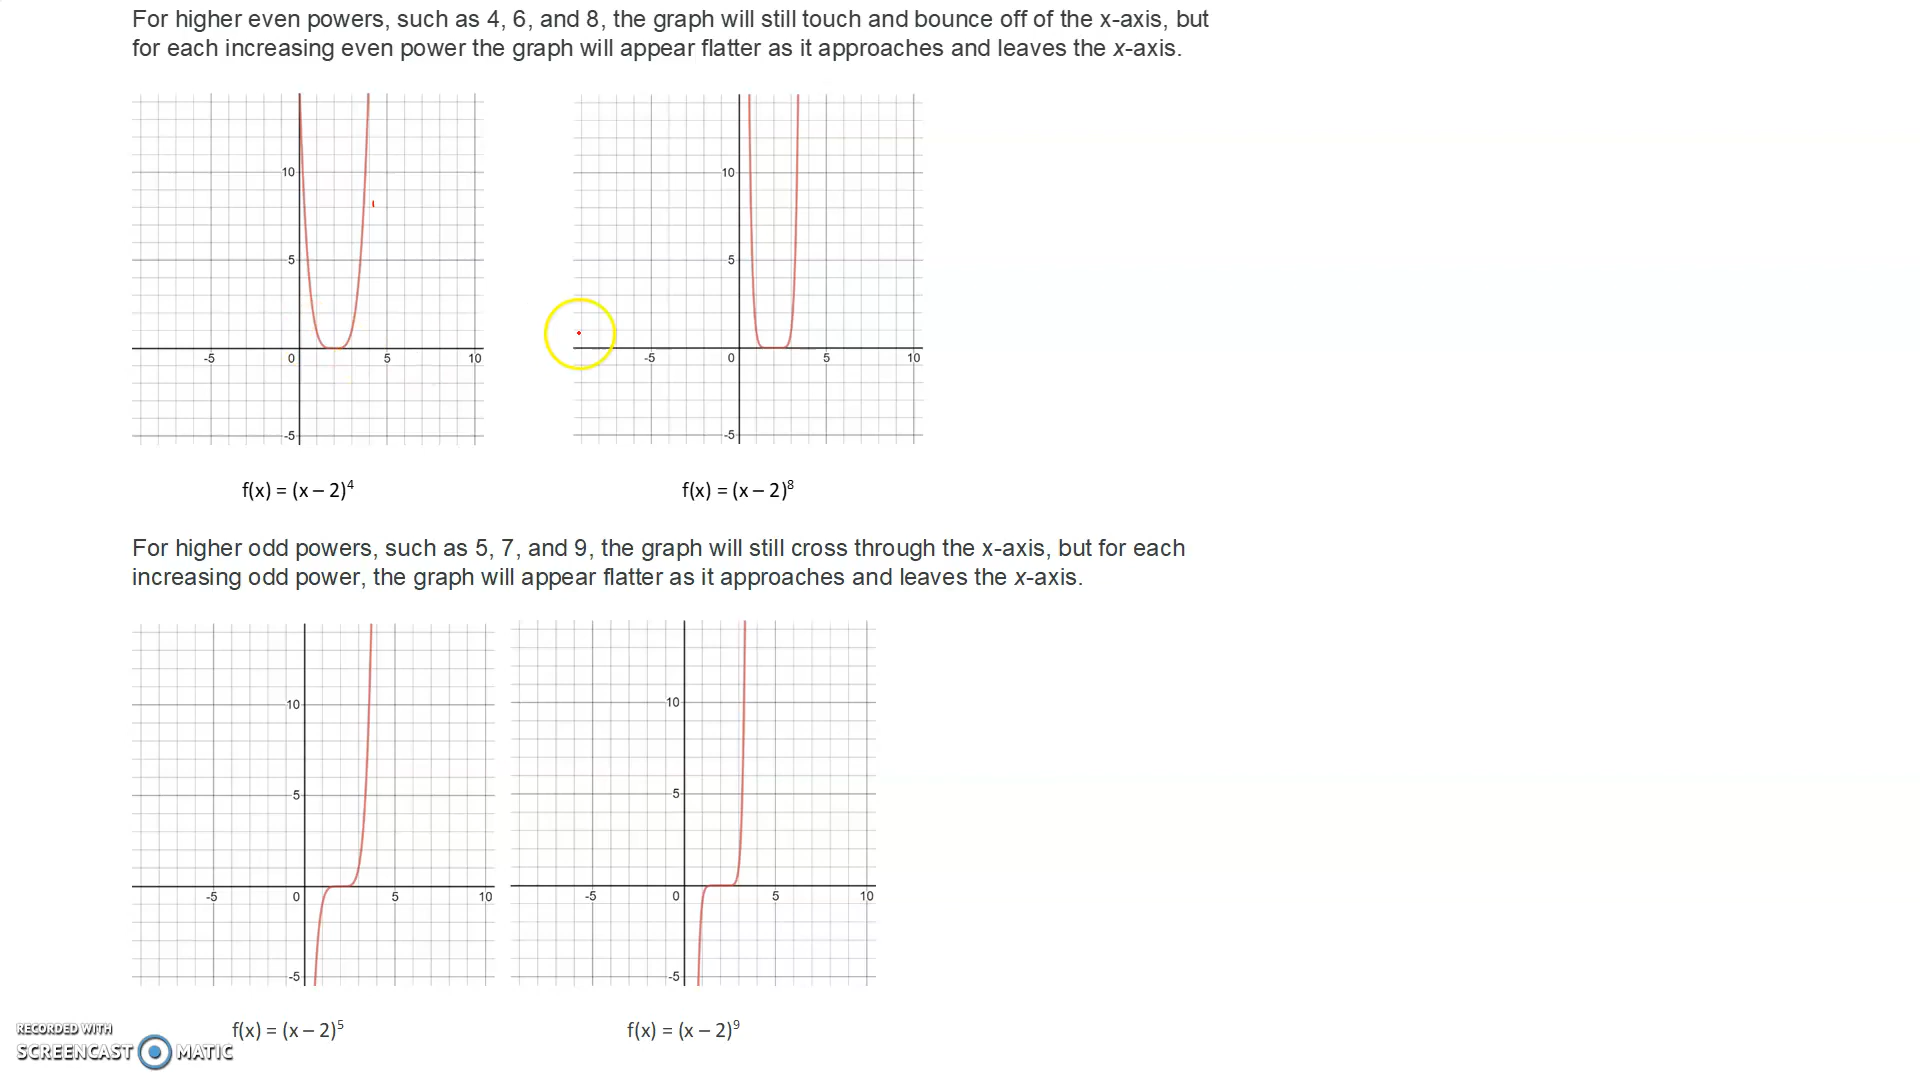 For higher even powers, such as 4, 6, and 8, the graph will still touch and bounce off of the x-axis, but
for each increasing even power the graph will appear flatter as it approaches and leaves the x-axis.
10
5
-5 0 5 10
-5
10
5
-5 0 5 10
-5
f(x) = (x – 2)⁴
f(x) = (x – 2)⁸
For higher odd powers, such as 5, 7, and 9, the graph will still cross through the x-axis, but for each
increasing odd power, the graph will appear flatter as it approaches and leaves the x-axis.
10
5
-5 0 5 10
-5
10
5
-5 0 5 10
-5
f(x) = (x – 2)⁵
f(x) = (x – 2)⁹
RECORDED WITH
SCREENCAST MATIC